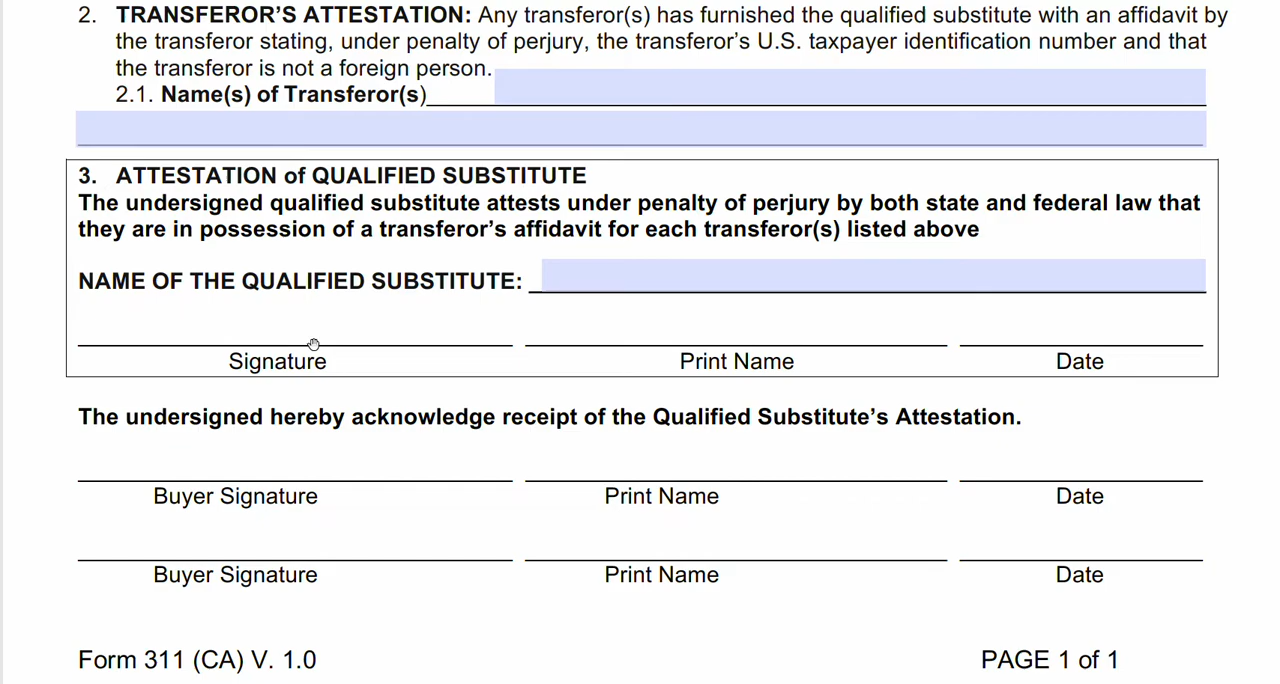 2. TRANSFEROR'S ATTESTATION: Any transferor(s) has furnished the qualified substitute with an affidavit by
the transferor stating, under penalty of perjury, the transferor's U.S. taxpayer identification number and that
the transferor is not a foreign person.
2.1. Name(s) of Transferor(s)
3. ATTESTATION of QUALIFIED SUBSTITUTE
The undersigned qualified substitute attests under penalty of perjury by both state and federal law that
they are in possession of a transferor's affidavit for each transferor(s) listed above
NAME OF THE QUALIFIED SUBSTITUTE:
Signature Print Name Date
The undersigned hereby acknowledge receipt of the Qualified Substitute's Attestation.
Buyer Signature Print Name Date
Buyer Signature Print Name Date
Form 311 (CA) V. 1.0 PAGE 1 of 1